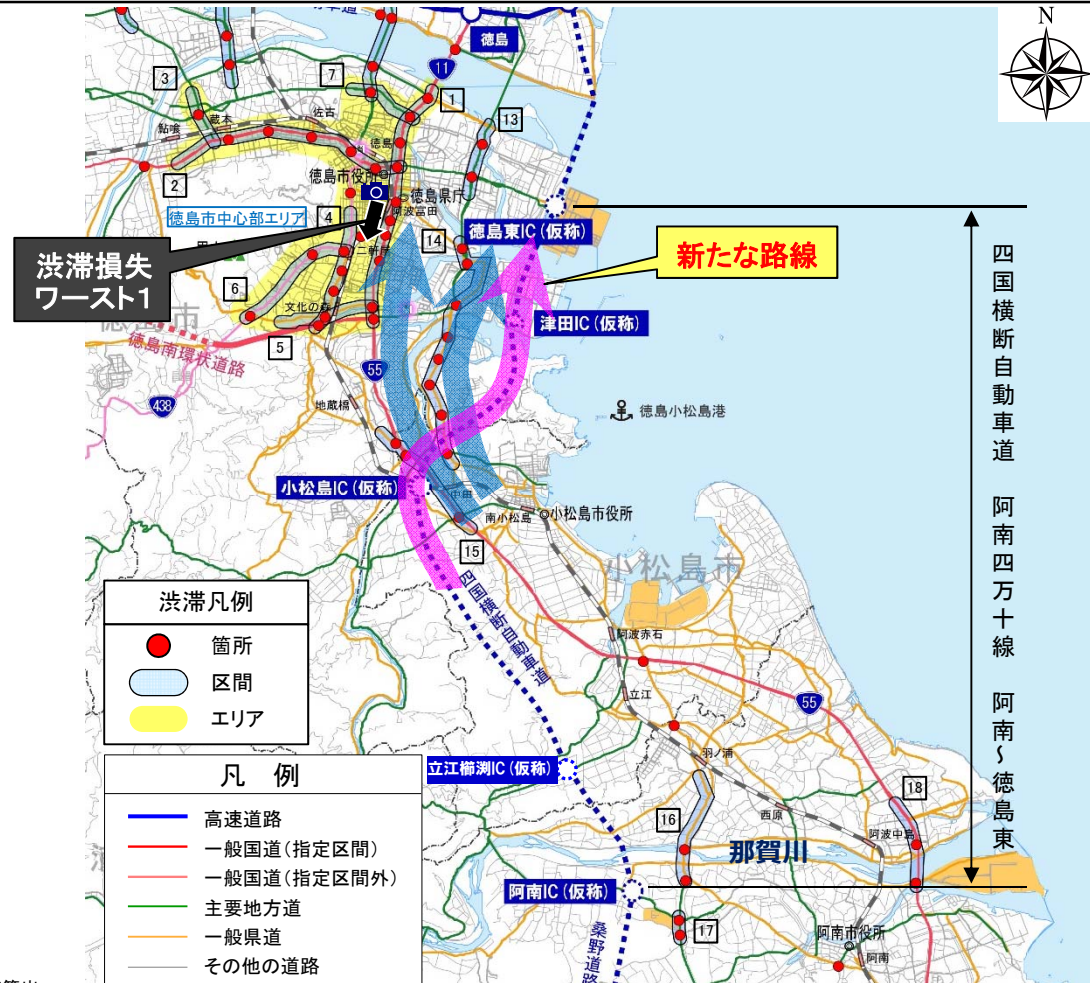 N
徳島
11
3
7
1
13
佐古
蔵本
鮎喰
徳島
2
徳島市役所
徳島県庁
阿波富田
徳島市中心部エリア
4
徳島東IC(仮称)
二軒屋
14
新たな路線
渋滞損失
ワースト1
6
文化の森
津田IC(仮称)
徳島市
5
徳島南環状道路
55
438
地蔵橋
徳島小松島港
小松島IC(仮称)
中田
南小松島
小松島市役所
15
小松島市
四国横断自動車道
阿波赤石
立江
55
羽ノ浦
立江櫛渕IC(仮称)
18
16
西原
阿波中島
那賀川
阿南IC(仮称)
17
阿南市役所
阿南
桑野道路
四国横断自動車道 阿南四万十線 阿南~徳島東
渋滞凡例
箇所
区間
エリア
凡 例
高速道路
一般国道(指定区間)
一般国道(指定区間外)
主要地方道
一般県道
その他の道路